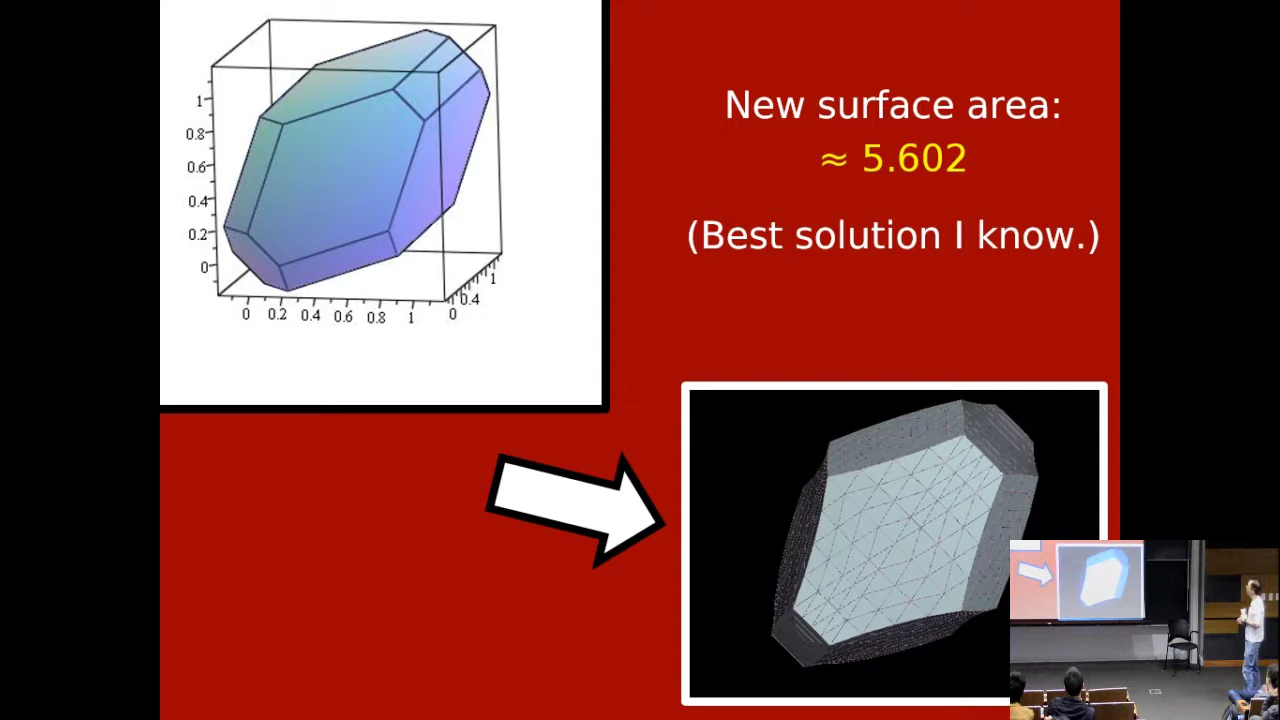 New surface area:
≈ 5.602
(Best solution I know.)
1
0.8
0.6
0.4
0.2
0
0 0.2 0.4 0.6 0.8 1
0 0.4 1